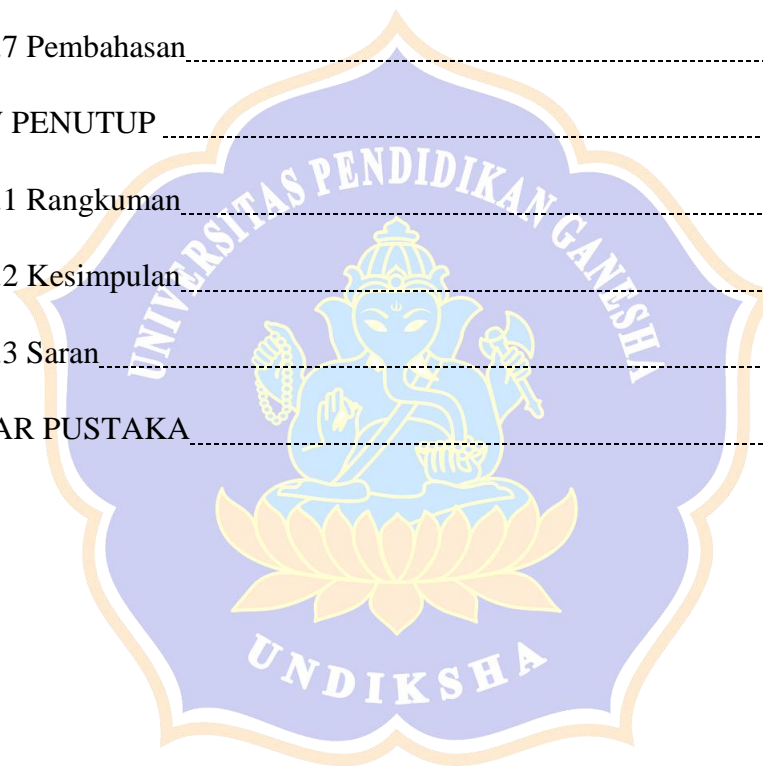 .7 Pembahasan
PENUTUP
.1 Rangkuman
.2 Kesimpulan
.3 Saran
AR PUSTAKA
UNIVERSITAS PENDIDIKAN GANESHA
UNDIKSHA